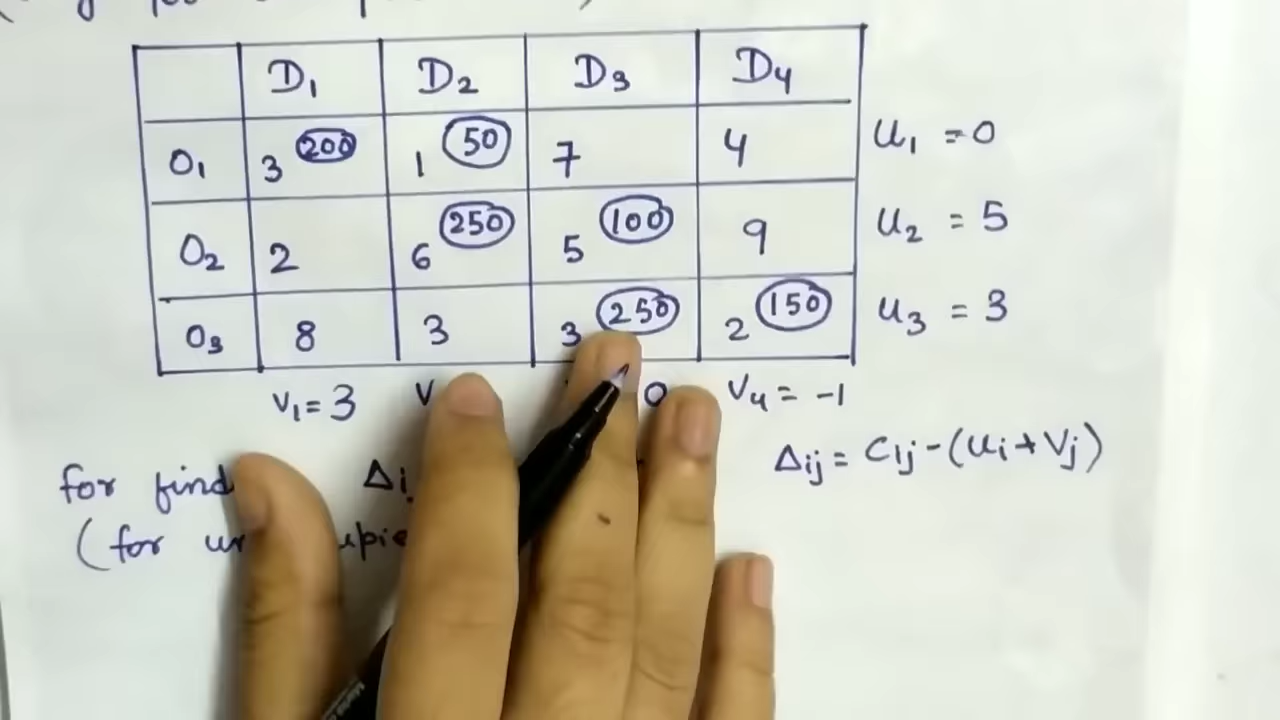 D₁ D₂ D₃ D₄
O₁ 3 200 1 50 7 4 u₁ = 0
O₂ 2 6 250 5 100 9 u₂ = 5
O₃ 8 3 3 250 2 150 u₃ = 3
V₁ = 3 V 0 V₄ = -1
Δij = Cij - (ui + Vj)
for find Δi
(for